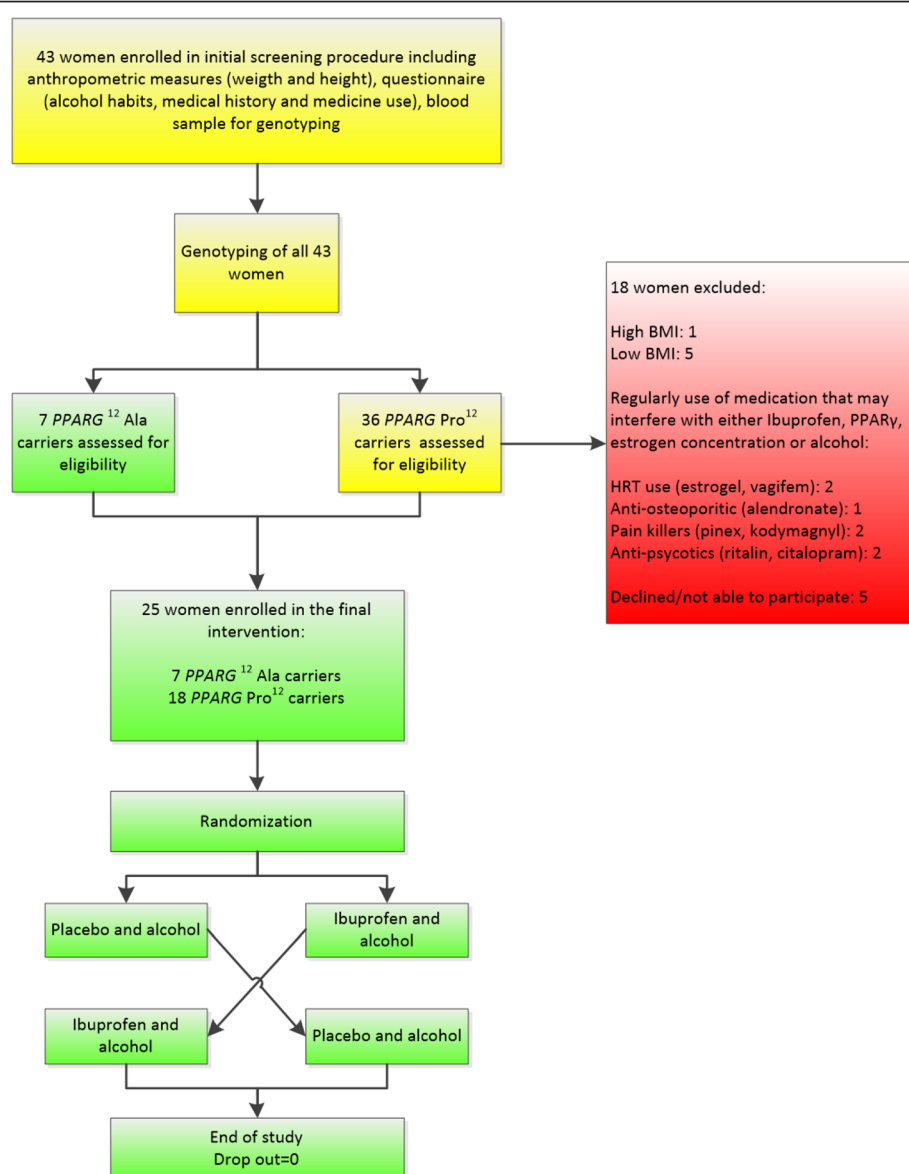 43 women enrolled in initial screening procedure including
anthropometric measures (weigth and height), questionnaire
(alcohol habits, medical history and medicine use), blood
sample for genotyping
Genotyping of all 43
women
7 PPARG ¹² Ala
carriers assessed for
eligibility
36 PPARG Pro¹²
carriers assessed
for eligibility
18 women excluded:
High BMI: 1
Low BMI: 5
Regularly use of medication that may
interfere with either Ibuprofen, PPARγ,
estrogen concentration or alcohol:
HRT use (estrogel, vagifem): 2
Anti-osteoporitic (alendronate): 1
Pain killers (pinex, kodymagnyl): 2
Anti-psycotics (ritalin, citalopram): 2
Declined/not able to participate: 5
25 women enrolled in the final
intervention:
7 PPARG ¹² Ala carriers
18 PPARG Pro¹² carriers
Randomization
Placebo and alcohol
Ibuprofen and
alcohol
Ibuprofen and
alcohol
Placebo and alcohol
End of study
Drop out=0